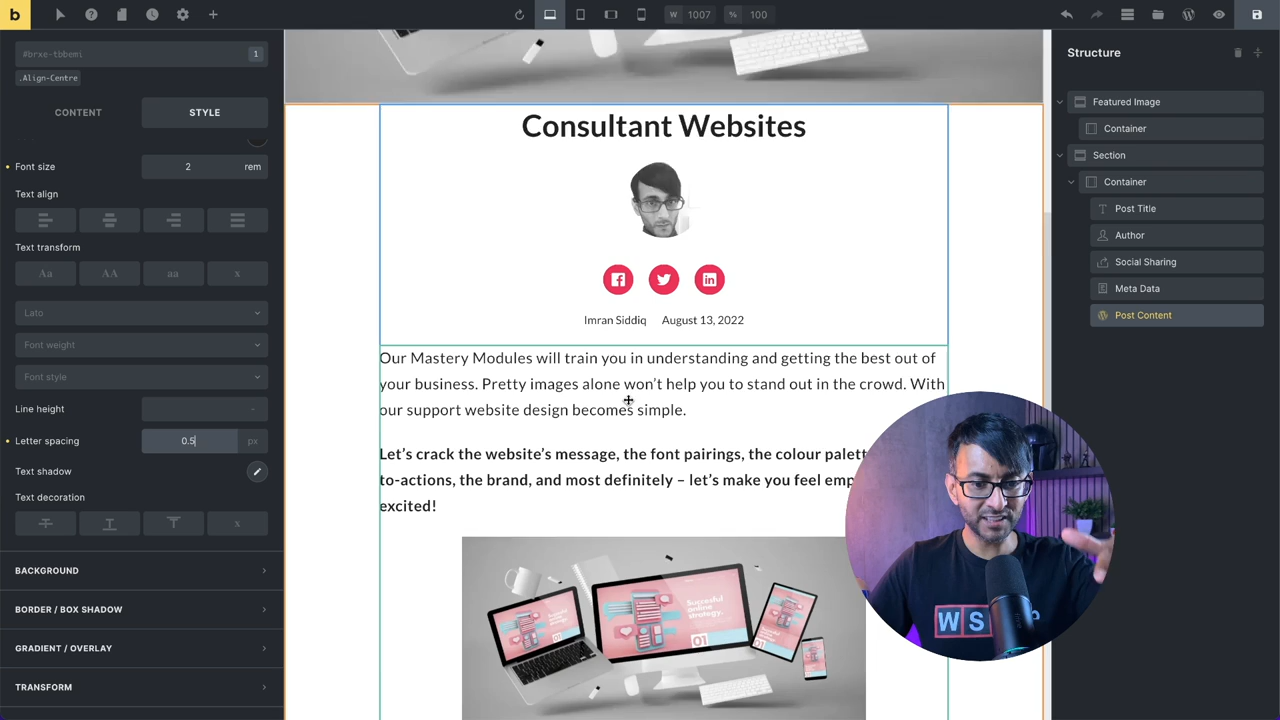 b
W 1007 % 100
#brxe-tbbemi 1
.Align-Centre
CONTENT STYLE
Font size 2 rem
Text align
Text transform
Aa AA aa x
Lato
Font weight
Font style
Line height -
Letter spacing 0.5 px
Text shadow
Text decoration
x
BACKGROUND
BORDER / BOX SHADOW
GRADIENT / OVERLAY
TRANSFORM
Consultant Websites
Imran Siddiq August 13, 2022
Our Mastery Modules will train you in understanding and getting the best out of
your business. Pretty images alone won't help you to stand out in the crowd. With
our support website design becomes simple.
Let's crack the website's message, the font pairings, the colour palett
to-actions, the brand, and most definitely – let's make you feel emp
excited!
Succesful
online
strategy.
01
W S
Structure
Featured Image
Container
Section
Container
Post Title
Author
Social Sharing
Meta Data
Post Content